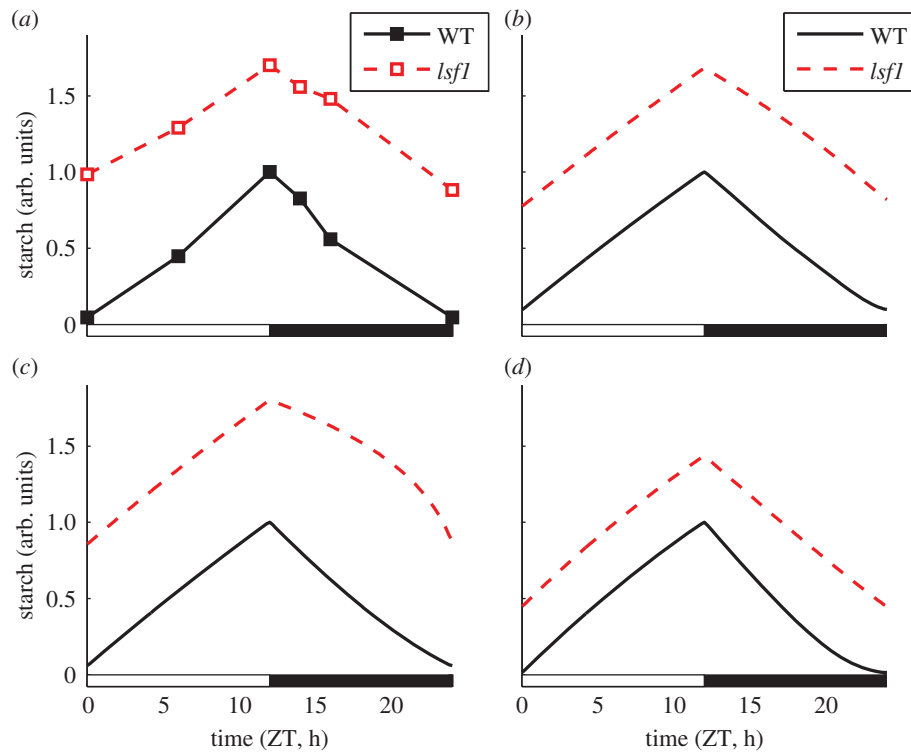 (a)
WT
lsf1
(b)
WT
lsf1
starch (arb. units)
1.5
1.0
0.5
0
(c)
(d)
starch (arb. units)
1.5
1.0
0.5
0
0 5 10 15 20
0 5 10 15 20
time (ZT, h)
time (ZT, h)